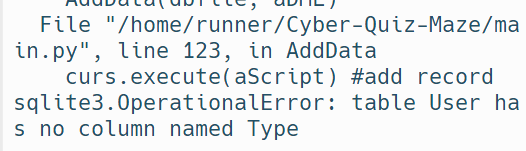 AddData(dbfile, aDML)
File "/home/runner/Cyber-Quiz-Maze/ma
in.py", line 123, in AddData
curs.execute(aScript) #add record
sqlite3.OperationalError: table User ha
s no column named Type